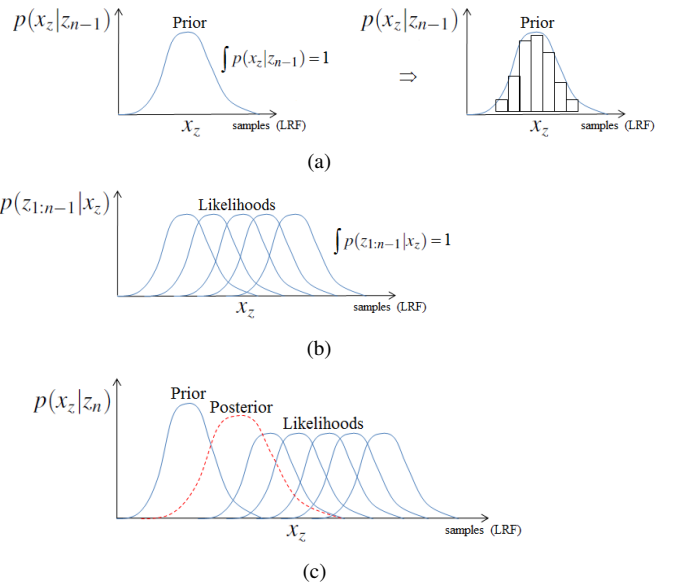 p(x_z|z_{n-1})
Prior
∫ p(x_z|z_{n-1}) = 1
x_z
samples (LRF)
⇒
p(x_z|z_{n-1})
Prior
x_z
samples (LRF)
(a)
p(z_{1:n-1}|x_z)
Likelihoods
∫ p(z_{1:n-1}|x_z) = 1
x_z
samples (LRF)
(b)
p(x_z|z_n)
Prior
Posterior
Likelihoods
x_z
samples (LRF)
(c)